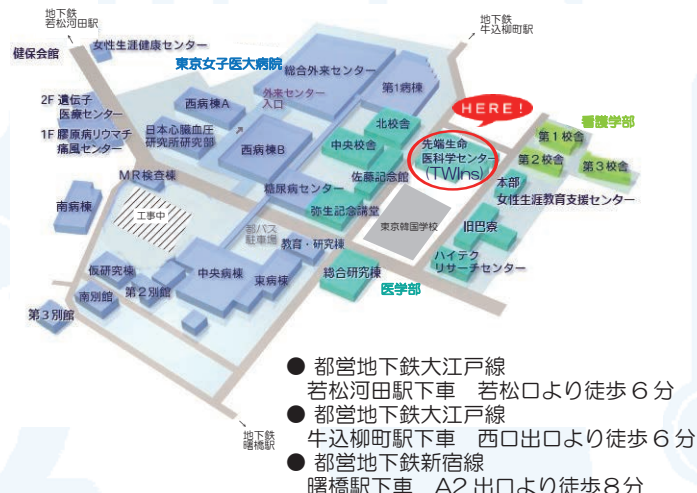 地下鉄
若松河田駅
地下鉄
牛込柳町駅
健保会館
女性生涯健康センター
東京女子医大病院
総合外来センター
第1病棟
外来センター
入口
西病棟A
2F 遺伝子
医療センター
1F 膠原病リウマチ
痛風センター
日本心臓血圧
研究所研究部
西病棟B
北校舎
中央校舎
HERE!
先端生命
医科学センター
(TWIns)
看護学部
第1校舎
第2校舎
第3校舎
佐藤記念館
本部
女性生涯教育支援センター
MR検査棟
糖尿病センター
弥生記念講堂
南病棟
工事中
都バス
駐車場
教育・研究棟
東京韓国学校
旧巴寮
仮研究棟
中央病棟
東病棟
総合研究棟
ハイテク
リサーチセンター
医学部
南別館
第2別館
第3別館
地下鉄
曙橋駅
● 都営地下鉄大江戸線
若松河田駅下車 若松口より徒歩6分
● 都営地下鉄大江戸線
牛込柳町駅下車 西口出口より徒歩6分
● 都営地下鉄新宿線
曙橋駅下車 A2出口より徒歩8分